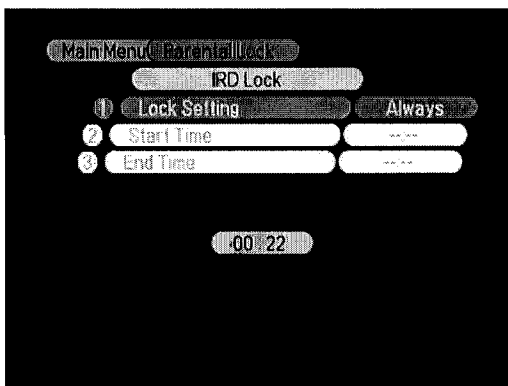 Main Menu Parental Lock
IRD Lock
1 Lock Setting Always
2 Start Time --:--
3 End Time --:--
00 22